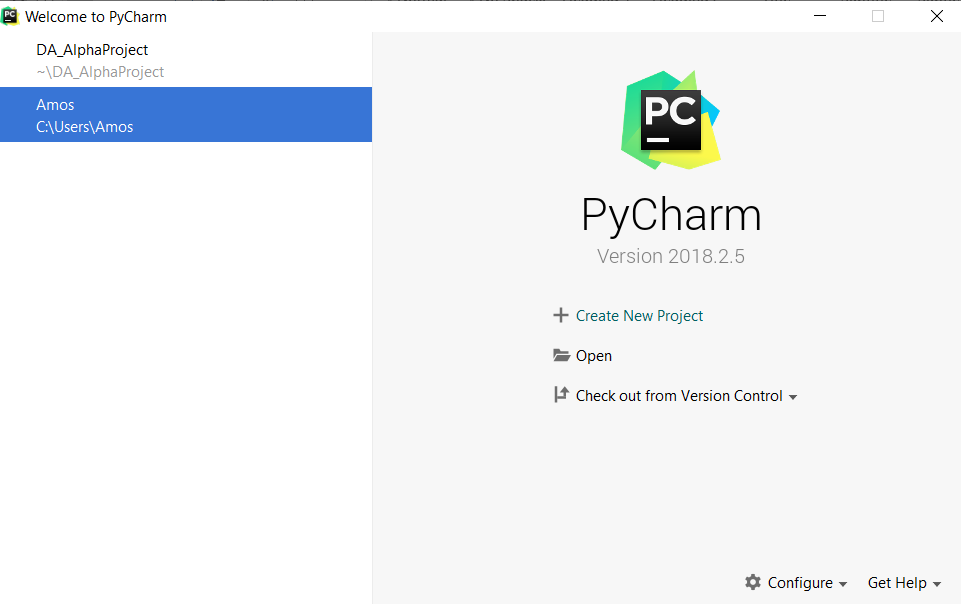 PC Welcome to PyCharm
DA_AlphaProject
~\DA_AlphaProject
Amos
C:\Users\Amos
PC
PyCharm
Version 2018.2.5
Create New Project
Open
Check out from Version Control
Configure
Get Help